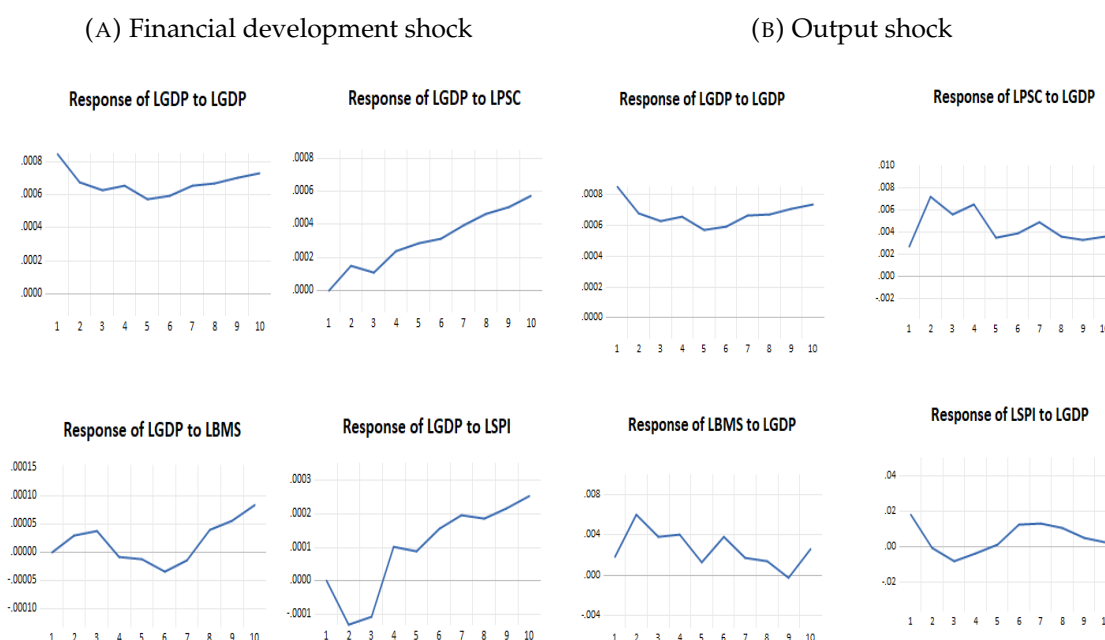 (A) Financial development shock
(B) Output shock
Response of LGDP to LGDP
.0008
.0006
.0004
.0002
.0000
1 2 3 4 5 6 7 8 9 10
Response of LGDP to LPSC
.0008
.0006
.0004
.0002
.0000
1 2 3 4 5 6 7 8 9 10
Response of LGDP to LGDP
.0008
.0006
.0004
.0002
.0000
1 2 3 4 5 6 7 8 9 10
Response of LPSC to LGDP
.010
.008
.006
.004
.002
.000
-.002
1 2 3 4 5 6 7 8 9
Response of LGDP to LBMS
.00015
.00010
.00005
.00000
-.00005
-.00010
1 2 3 4 5 6 7 8 9 10
Response of LGDP to LSPI
.0003
.0002
.0001
.0000
-.0001
1 2 3 4 5 6 7 8 9 10
Response of LBMS to LGDP
.008
.004
.000
-.004
1 2 3 4 5 6 7 8 9 10
Response of LSPI to LGDP
.04
.02
.00
-.02
1 2 3 4 5 6 7 8 9